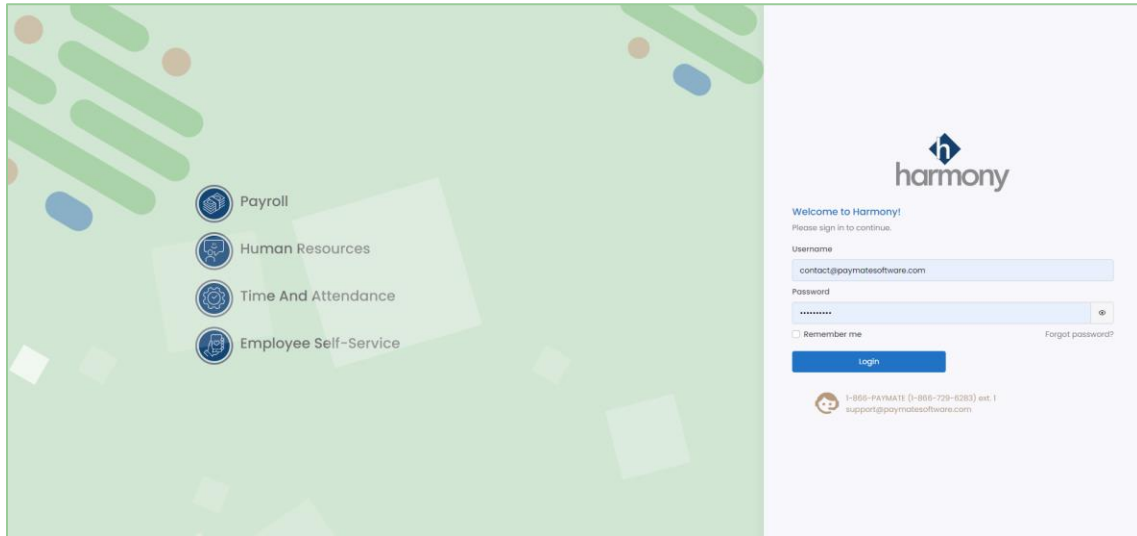 Payroll
Human Resources
Time And Attendance
Employee Self-Service
h
harmony
Welcome to Harmony!
Please sign in to continue.
Username
contact@paymatesoftware.com
Password
••••••••••
Remember me
Forgot password?
Login
1-866-PAYMATE (1-866-729-6283) ext. 1
support@paymatesoftware.com